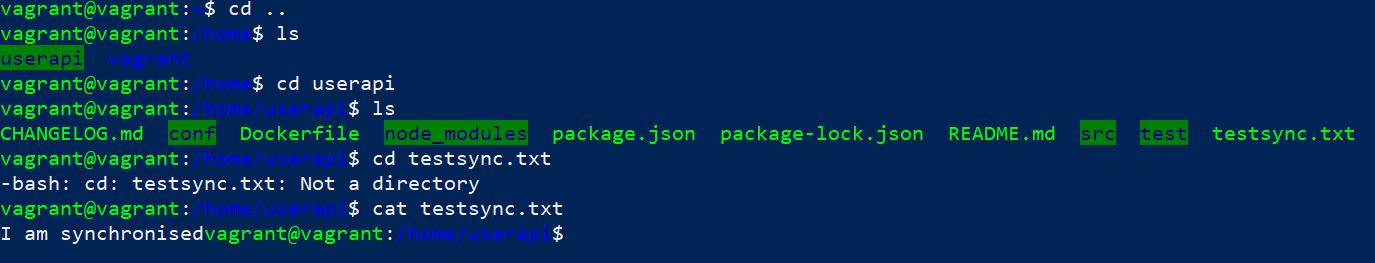 vagrant@vagrant:~$ cd ..
vagrant@vagrant:/home$ ls
userapi  vagrant
vagrant@vagrant:/home$ cd userapi
vagrant@vagrant:/home/userapi$ ls
CHANGELOG.md  conf  Dockerfile  node_modules  package.json  package-lock.json  README.md  src  test  testsync.txt
vagrant@vagrant:/home/userapi$ cd testsync.txt
-bash: cd: testsync.txt: Not a directory
vagrant@vagrant:/home/userapi$ cat testsync.txt
I am synchronisedvagrant@vagrant:/home/userapi$